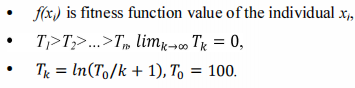 • f(xᵢ) is fitness function value of the individual xᵢ,
• T₁>T₂>...>Tₙ, limₖ→∞ Tₖ = 0,
• Tₖ = ln(T₀/k + 1), T₀ = 100.